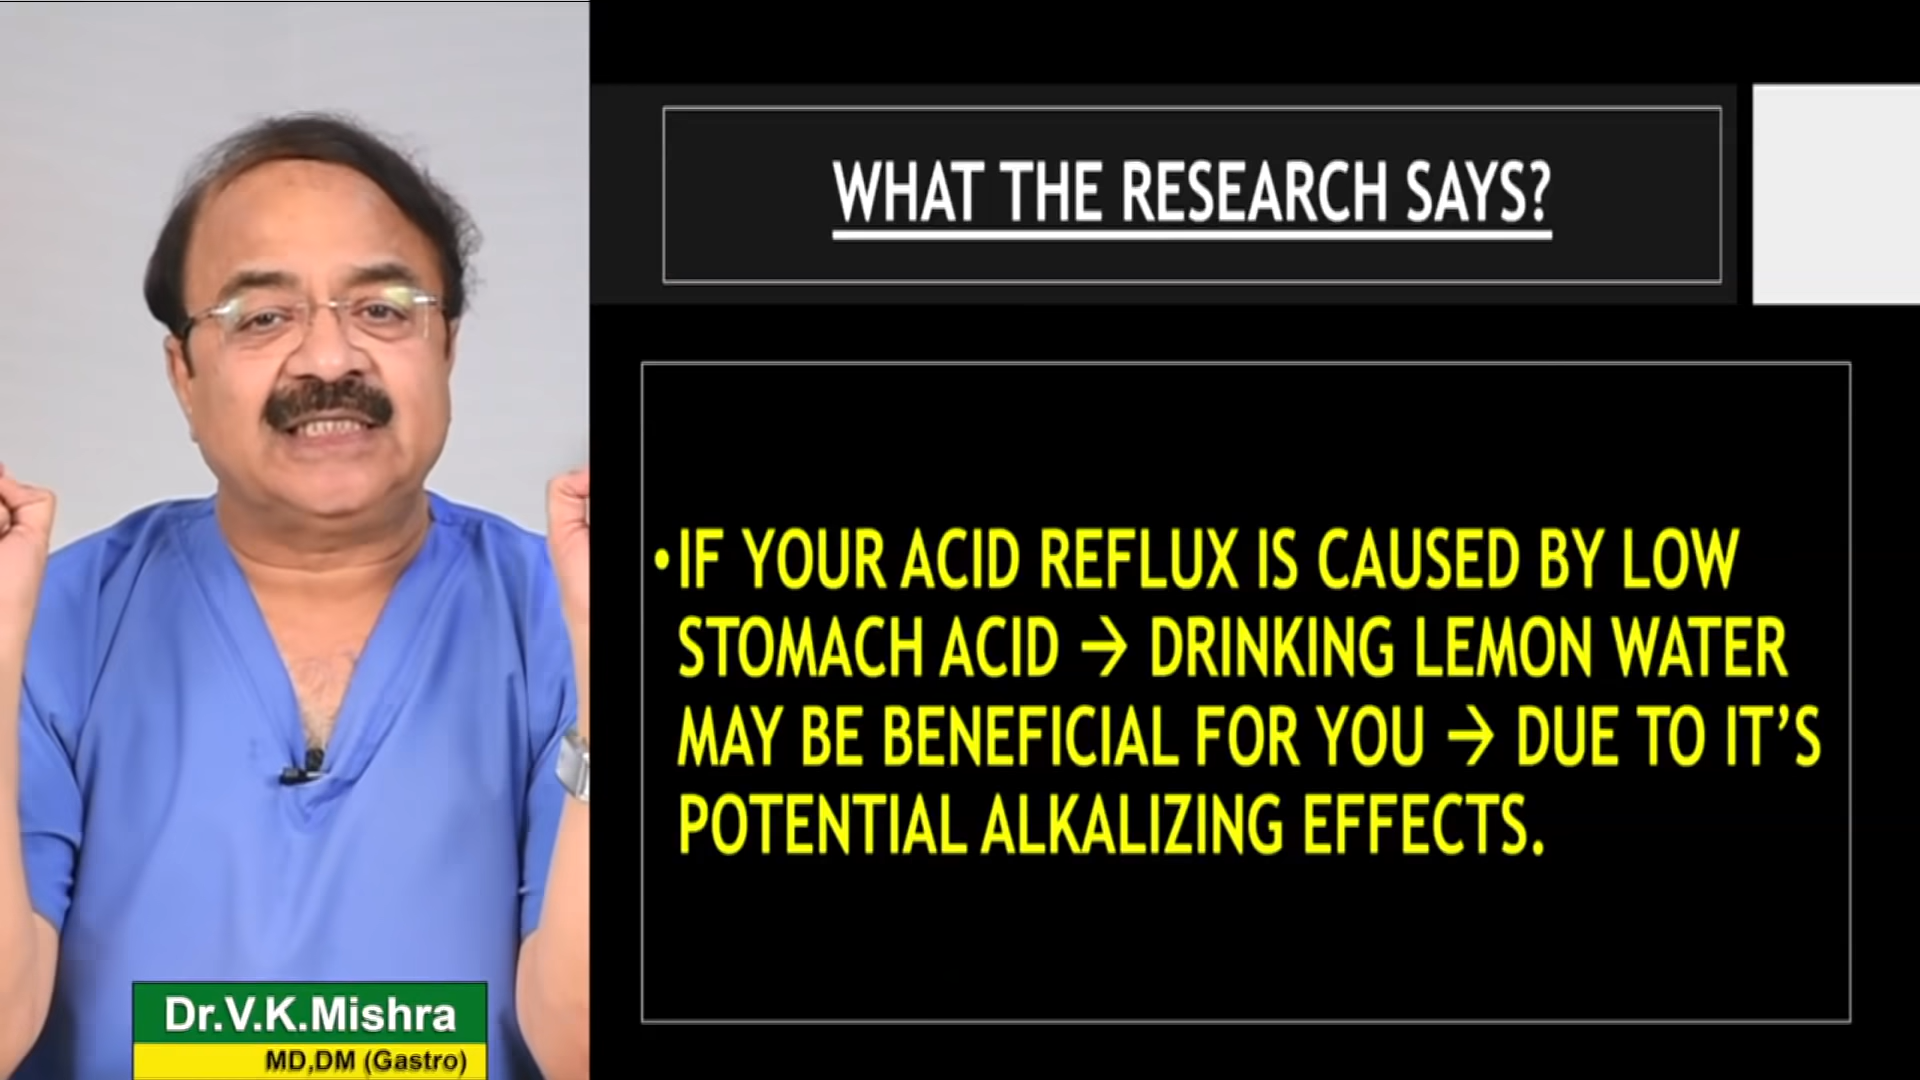 WHAT THE RESEARCH SAYS?
•IF YOUR ACID REFLUX IS CAUSED BY LOW
STOMACH ACID → DRINKING LEMON WATER
MAY BE BENEFICIAL FOR YOU → DUE TO IT'S
POTENTIAL ALKALIZING EFFECTS.
Dr.V.K.Mishra
MD,DM (Gastro)